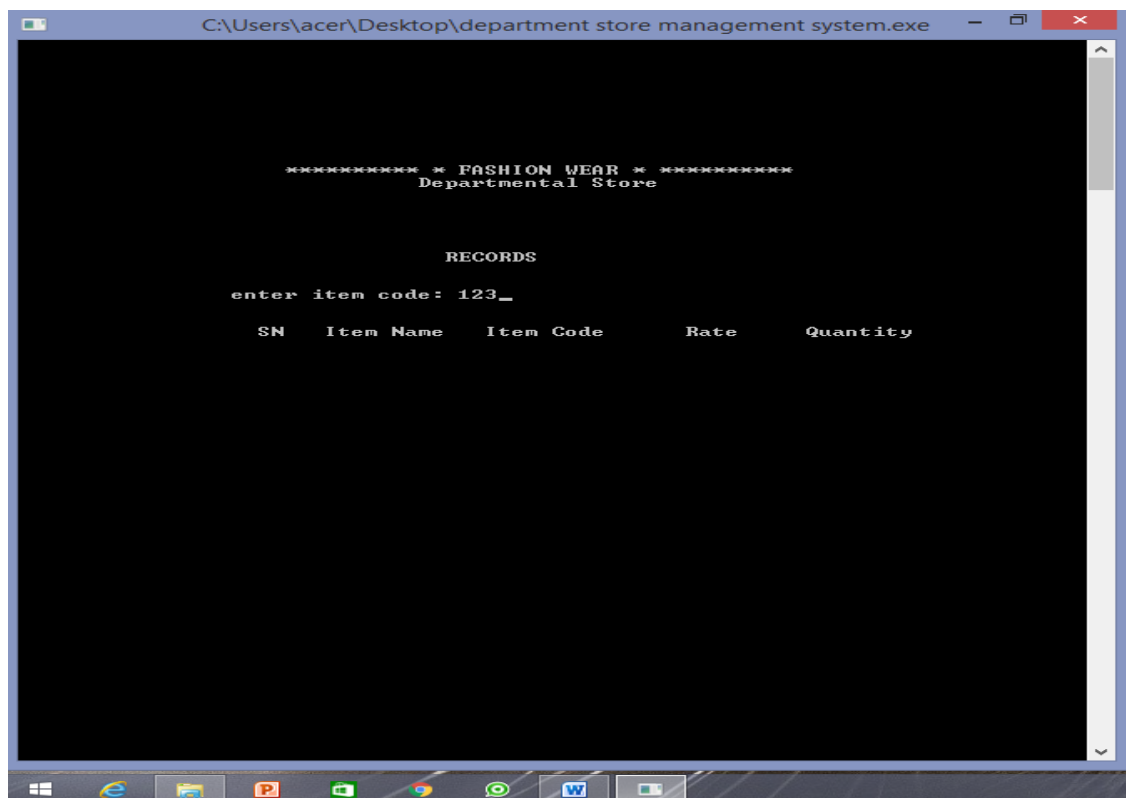 C:\Users\acer\Desktop\department store management system.exe
********** * FASHION WEAR * **********
Departmental Store
RECORDS
enter item code: 123_
SN Item Name Item Code Rate Quantity